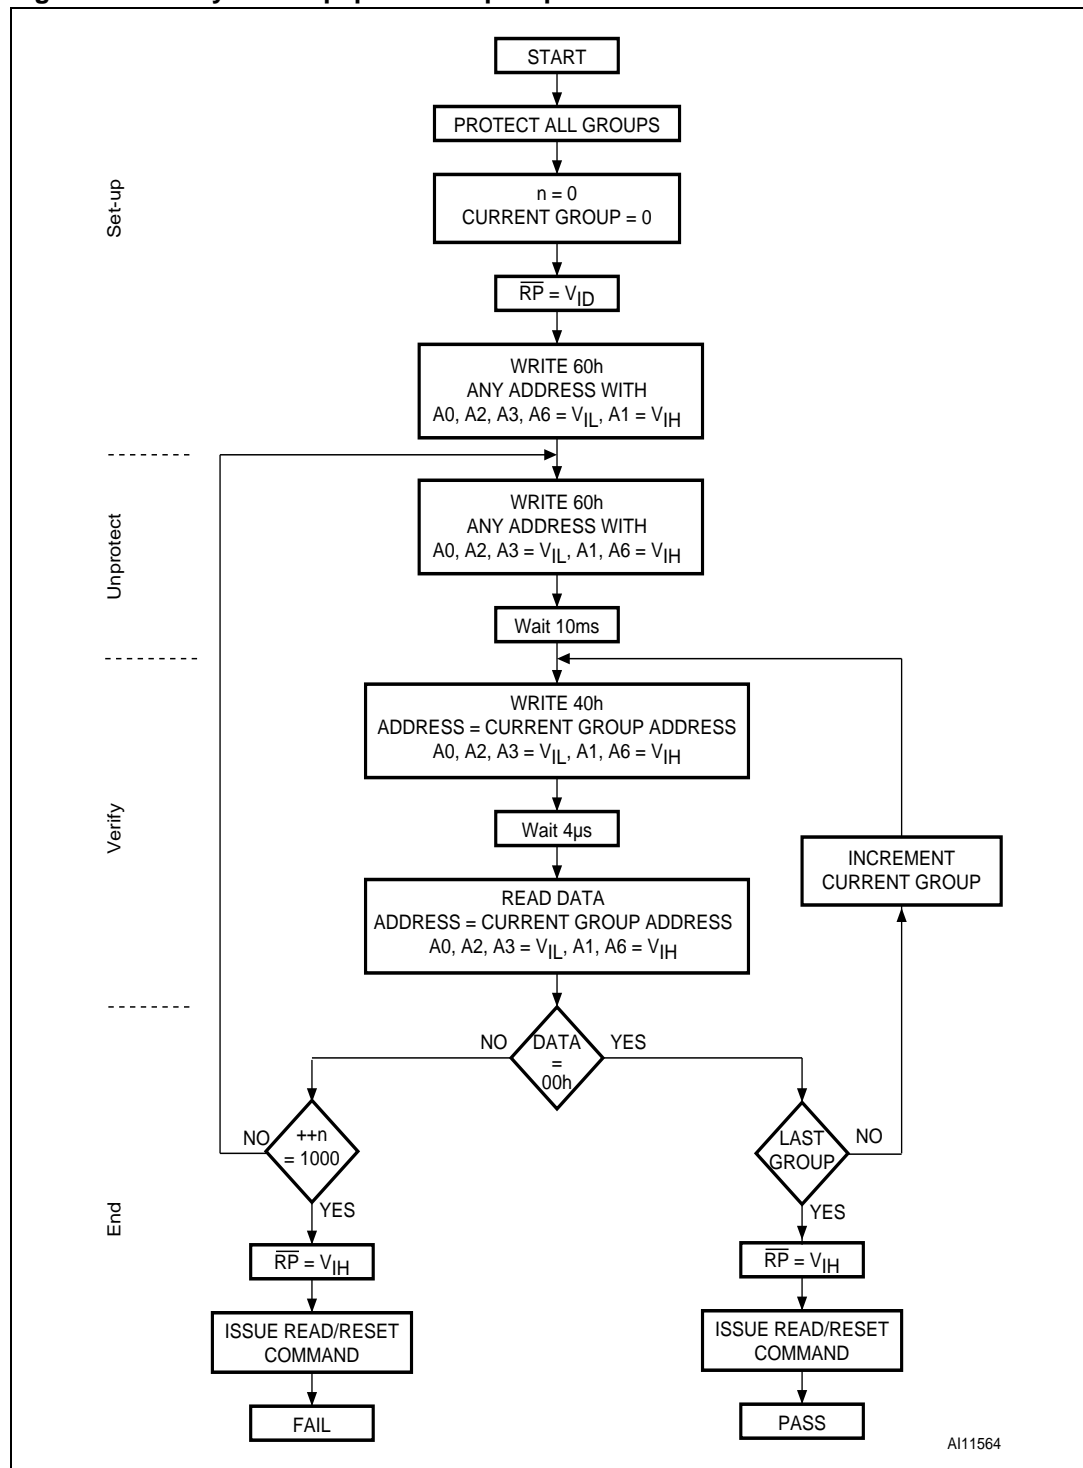 START
PROTECT ALL GROUPS
n = 0
CURRENT GROUP = 0
Set-up
RP = VID
WRITE 60h
ANY ADDRESS WITH
A0, A2, A3, A6 = VIL, A1 = VIH
WRITE 60h
ANY ADDRESS WITH
A0, A2, A3 = VIL, A1, A6 = VIH
Unprotect
Wait 10ms
WRITE 40h
ADDRESS = CURRENT GROUP ADDRESS
A0, A2, A3 = VIL, A1, A6 = VIH
Verify
Wait 4µs
INCREMENT
CURRENT GROUP
READ DATA
ADDRESS = CURRENT GROUP ADDRESS
A0, A2, A3 = VIL, A1, A6 = VIH
NO
DATA
=
00h
YES
NO
++n
= 1000
YES
LAST
GROUP
NO
YES
End
RP = VIH
RP = VIH
ISSUE READ/RESET
COMMAND
ISSUE READ/RESET
COMMAND
FAIL
PASS
AI11564